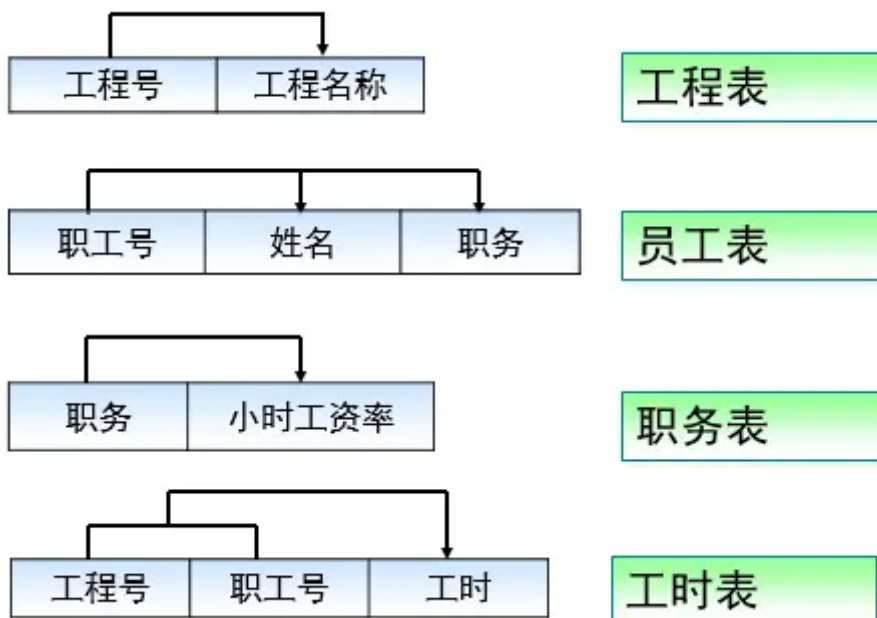 工程号 工程名称 工程表
职工号 姓名 职务 员工表
职务 小时工资率 职务表
工程号 职工号 工时 工时表